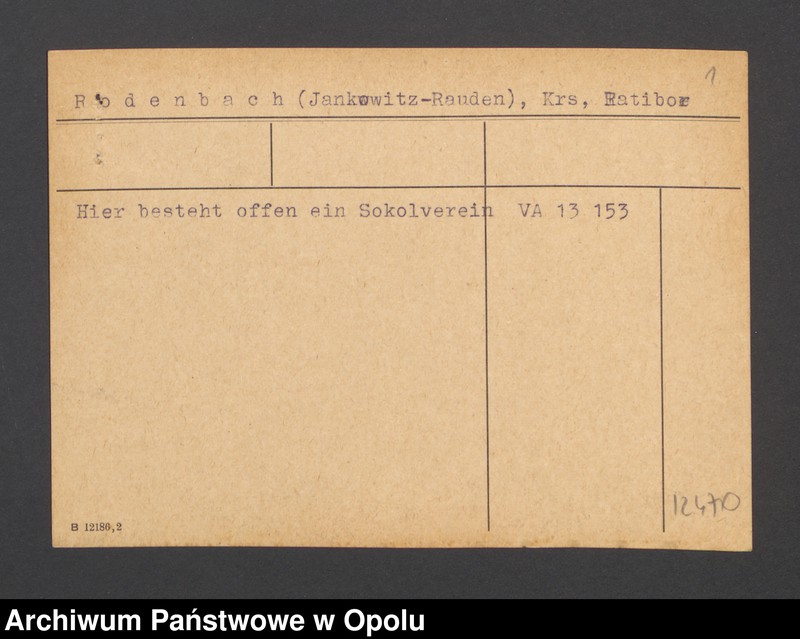 1
R o d e n b a c h (Jankowitz-Rauden), Krs, Ratibor
Hier besteht offen ein Sokolverein VA 13 153
12470
B 12180,2
Archiwum Państwowe w Opolu